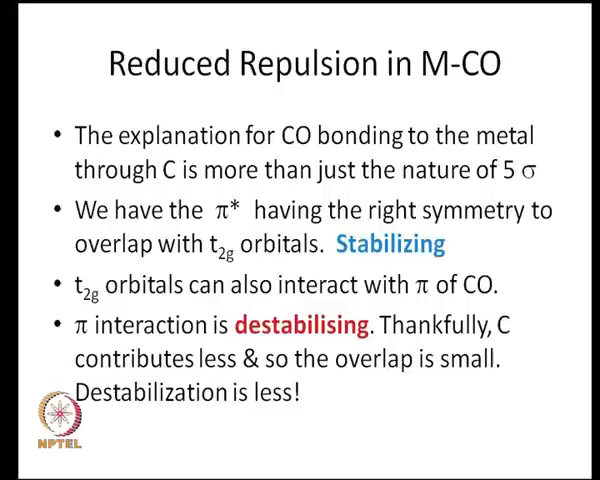 Reduced Repulsion in M-CO
• The explanation for CO bonding to the metal
through C is more than just the nature of 5 σ
• We have the π* having the right symmetry to
overlap with t2g orbitals. Stabilizing
• t2g orbitals can also interact with π of CO.
• π interaction is destabilising. Thankfully, C
contributes less & so the overlap is small.
Destabilization is less!
NPTEL